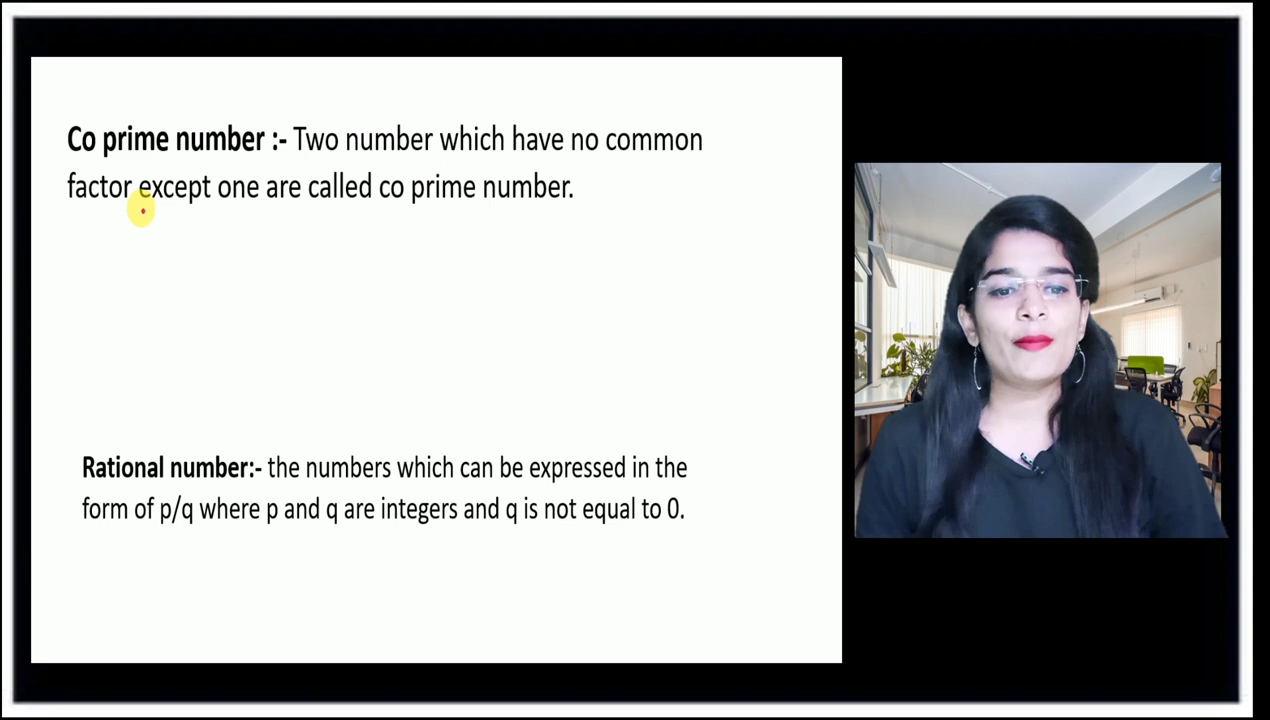 Co prime number :- Two number which have no common
factor except one are called co prime number.
Rational number:- the numbers which can be expressed in the
form of p/q where p and q are integers and q is not equal to 0.